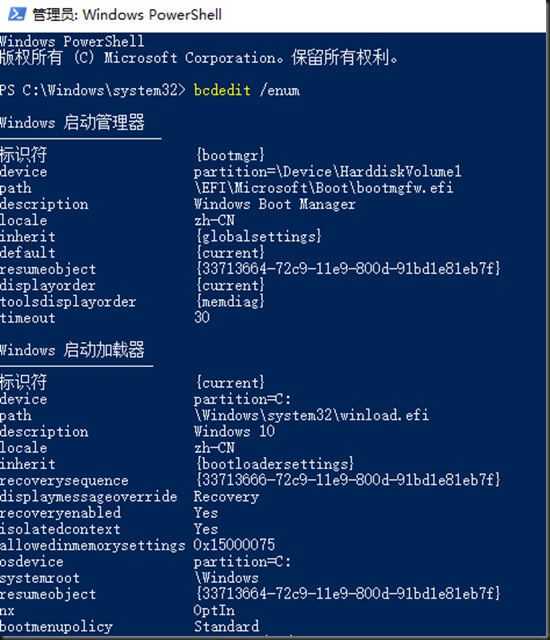 管理员: Windows PowerShell
Windows PowerShell
版权所有 (C) Microsoft Corporation。保留所有权利。
PS C:\Windows\system32> bcdedit /enum
Windows 启动管理器
标识符 {bootmgr}
device partition=\Device\HarddiskVolume1
path \EFI\Microsoft\Boot\bootmgfw.efi
description Windows Boot Manager
locale zh-CN
inherit {globalsettings}
default {current}
resumeobject {33713664-72c9-11e9-800d-91bd1e81eb7f}
displayorder {current}
toolsdisplayorder {memdiag}
timeout 30
Windows 启动加载器
标识符 {current}
device partition=C:
path \Windows\system32\winload.efi
description Windows 10
locale zh-CN
inherit {bootloadersettings}
recoverysequence {33713666-72c9-11e9-800d-91bd1e81eb7f}
displaymessageoverride Recovery
recoveryenabled Yes
isolatedcontext Yes
allowedinmemorysettings 0x15000075
osdevice partition=C:
systemroot \Windows
resumeobject {33713664-72c9-11e9-800d-91bd1e81eb7f}
nx OptIn
bootmenupolicy Standard